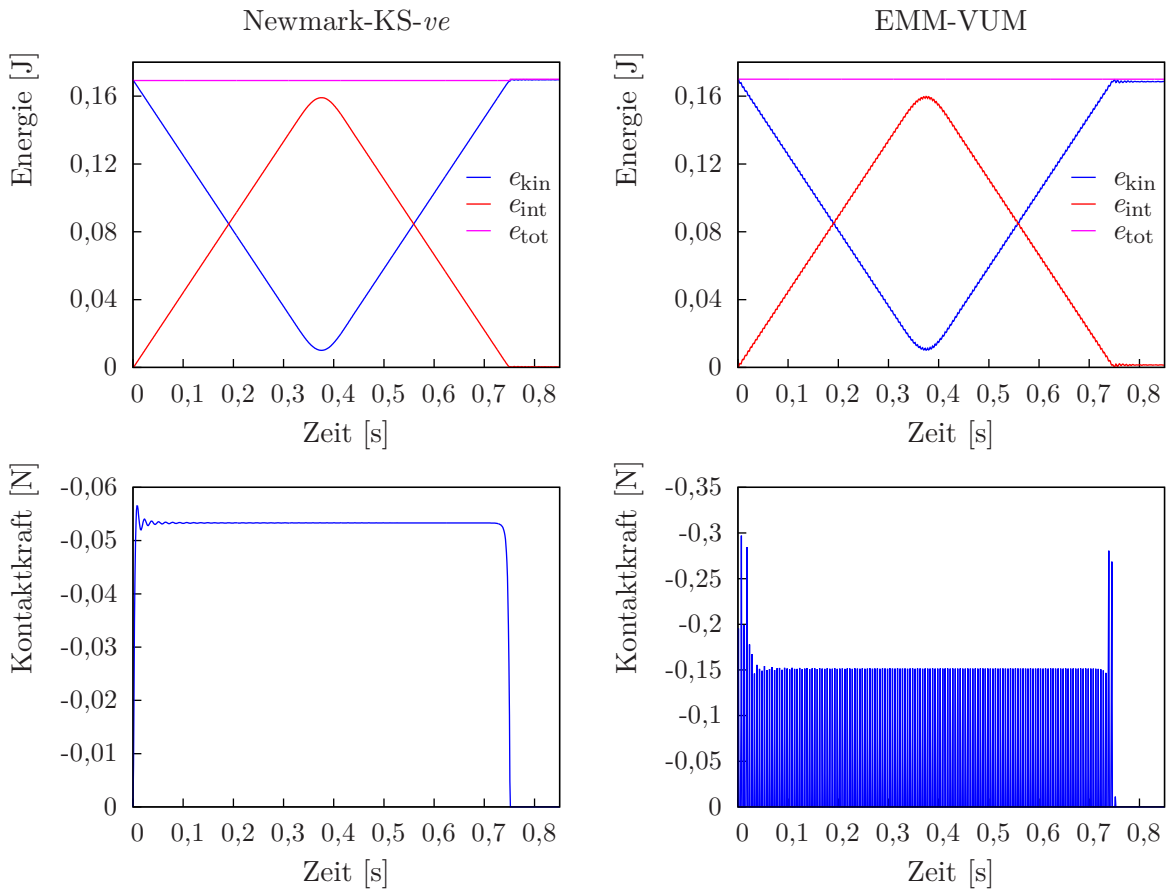 Newmark-KS-ve
Energie [J]
0,16
0,12
0,08
0,04
0
e_kin
e_int
e_tot
0 0,1 0,2 0,3 0,4 0,5 0,6 0,7 0,8
Zeit [s]
EMM-VUM
Energie [J]
0,16
0,12
0,08
0,04
0
e_kin
e_int
e_tot
0 0,1 0,2 0,3 0,4 0,5 0,6 0,7 0,8
Zeit [s]
Kontaktkraft [N]
-0,06
-0,05
-0,04
-0,03
-0,02
-0,01
0
0 0,1 0,2 0,3 0,4 0,5 0,6 0,7 0,8
Zeit [s]
Kontaktkraft [N]
-0,35
-0,3
-0,25
-0,2
-0,15
-0,1
-0,05
0
0 0,1 0,2 0,3 0,4 0,5 0,6 0,7 0,8
Zeit [s]